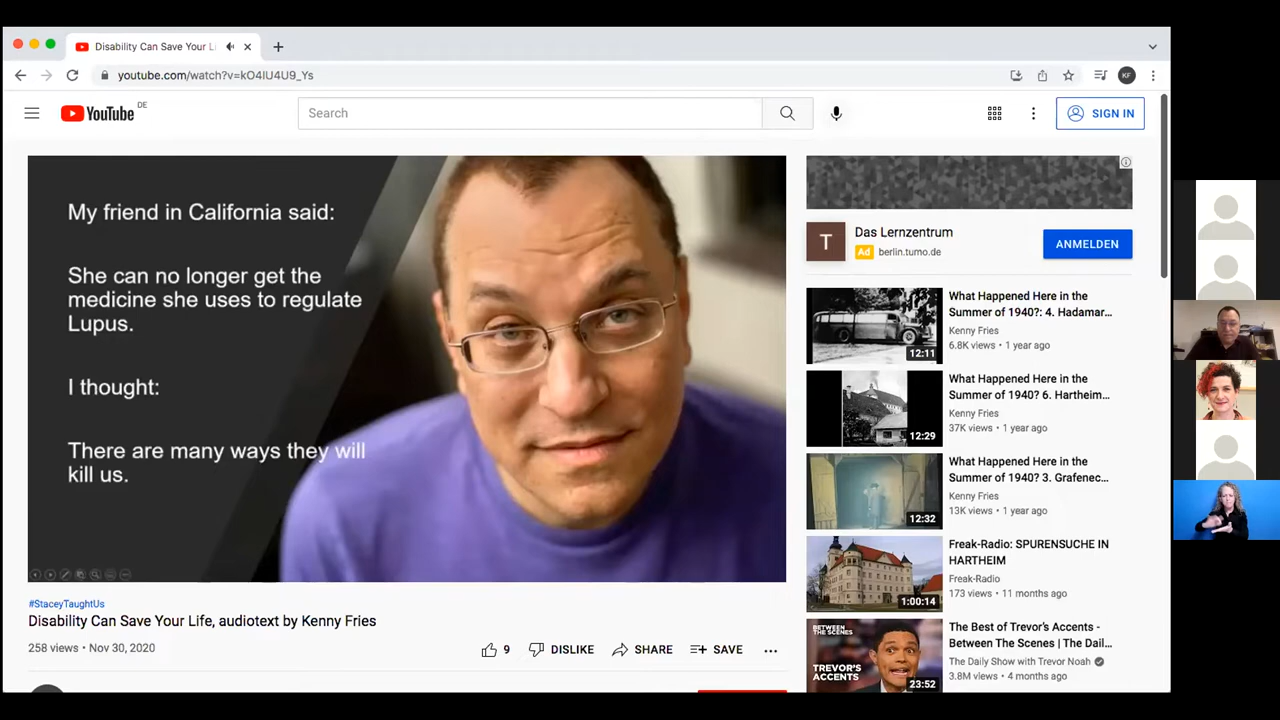 Disability Can Save Your Li
youtube.com/watch?v=kO4lU4U9_Ys
KF
YouTube DE
Search
SIGN IN
My friend in California said:
She can no longer get the
medicine she uses to regulate
Lupus.
I thought:
There are many ways they will
kill us.
#StaceyTaughtUs
Disability Can Save Your Life, audiotext by Kenny Fries
258 views • Nov 30, 2020
9
DISLIKE
SHARE
SAVE
T
Das Lernzentrum
Ad berlin.tumo.de
ANMELDEN
What Happened Here in the
Summer of 1940?: 4. Hadamar...
Kenny Fries
6.8K views • 1 year ago
12:11
What Happened Here in the
Summer of 1940? 6. Hartheim...
Kenny Fries
37K views • 1 year ago
12:29
What Happened Here in the
Summer of 1940? 3. Grafenec...
Kenny Fries
13K views • 1 year ago
12:32
Freak-Radio: SPURENSUCHE IN
HARTHEIM
Freak-Radio
173 views • 11 months ago
1:00:14
The Best of Trevor's Accents -
Between The Scenes | The Dail...
The Daily Show with Trevor Noah
3.8M views • 4 months ago
BETWEEN
THE SCENES
TREVOR'S
ACCENTS
23:52